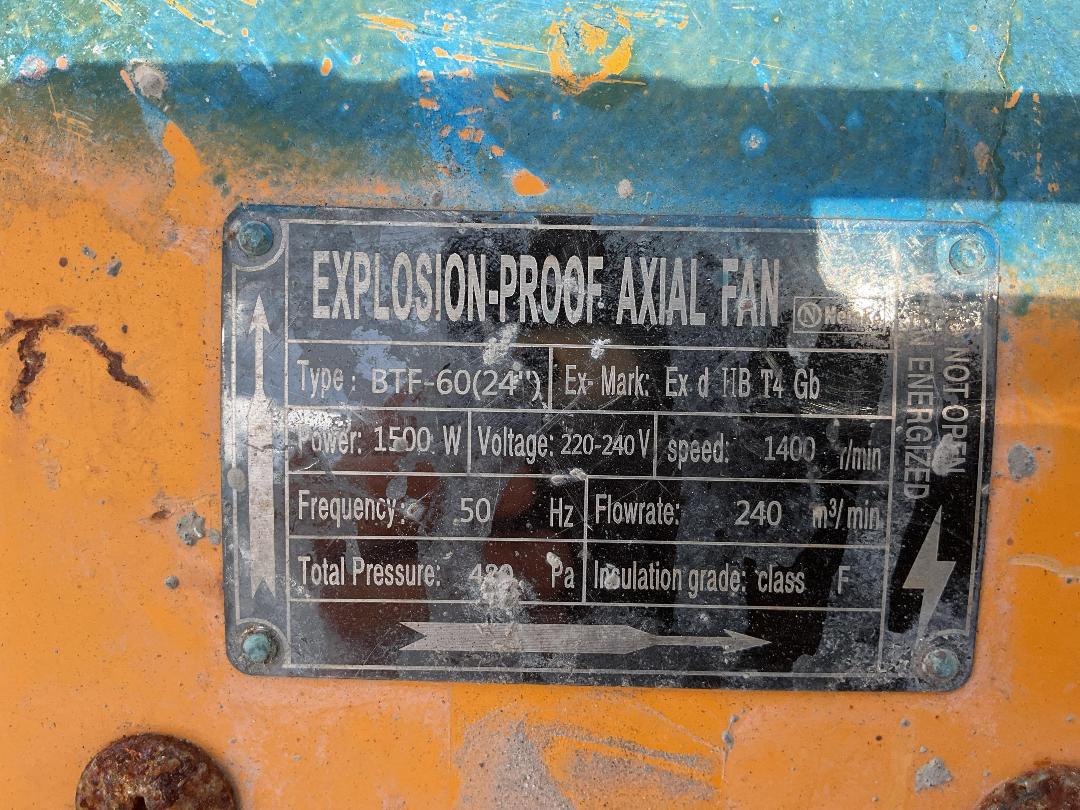 EXPLOSION-PROOF AXIAL FAN
Type: BTF-60(24") Ex- Mark: Ex d IIB T4 Gb
Power: 1500 W Voltage: 220-240V speed: 1400 r/min
Frequency: 50 Hz Flowrate: 240 m³/min
Total Pressure: Pa Insulation grade: class F
NOT OPEN
ENERGIZED